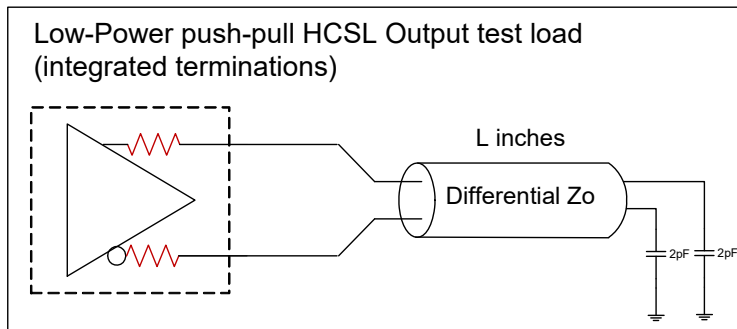 Low-Power push-pull HCSL Output test load
(integrated terminations)
L inches
Differential Zo
2pF
2pF